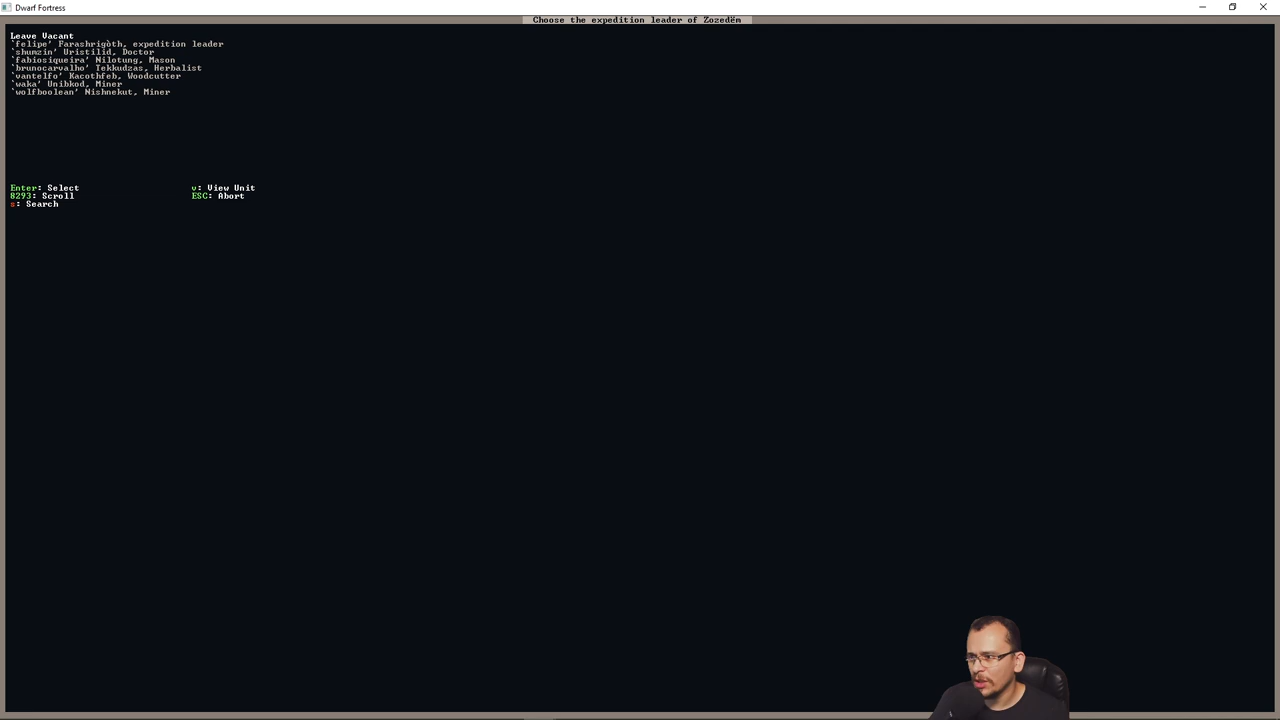 Dwarf Fortress
Choose the expedition leader of Zozedêm
Leave Vacant
`felipe' Farashrigòth, expedition leader
`shumzin' Uristilid, Doctor
`fabiosiqueira' Nilotung, Mason
`brunocarvalho' Tekkudzas, Herbalist
`vantelfo' Kacothfeb, Woodcutter
`waka' Unibkod, Miner
`wolfboolean' Nishnekut, Miner
Enter: Select v: View Unit
8293: Scroll ESC: Abort
s: Search